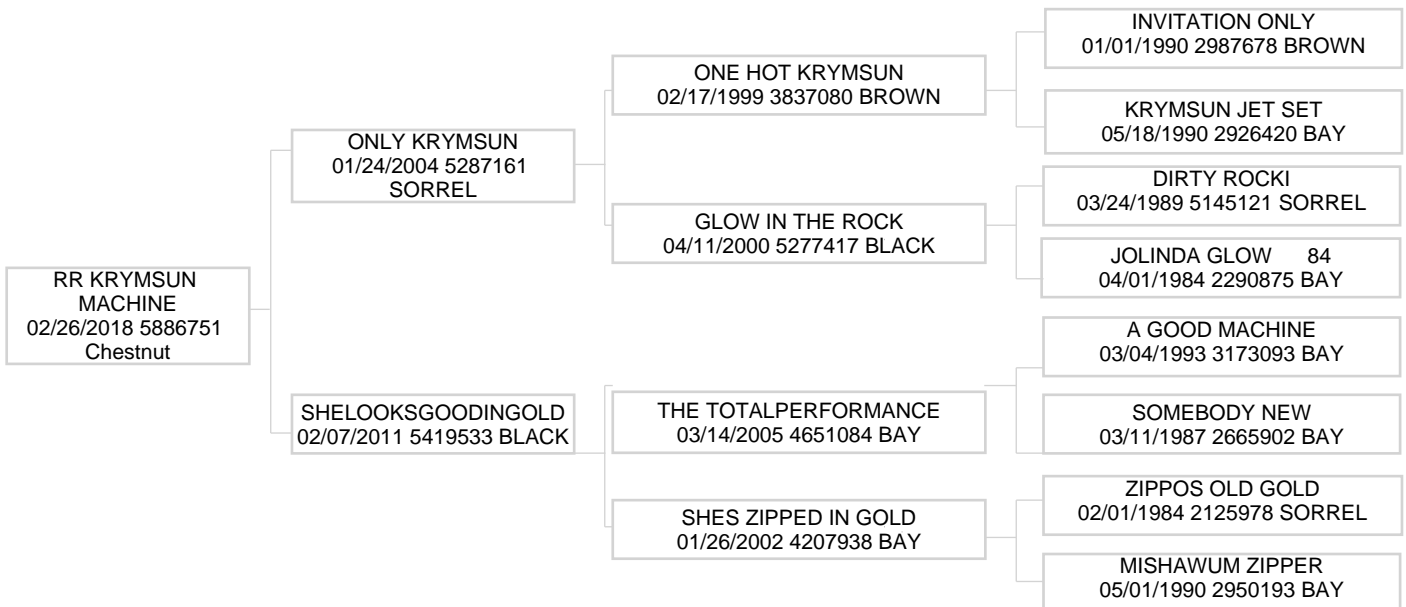 RR KRYMSUN
MACHINE
02/26/2018 5886751
Chestnut
ONLY KRYMSUN
01/24/2004 5287161
SORREL
SHELOOKSGOODINGOLD
02/07/2011 5419533 BLACK
ONE HOT KRYMSUN
02/17/1999 3837080 BROWN
GLOW IN THE ROCK
04/11/2000 5277417 BLACK
THE TOTALPERFORMANCE
03/14/2005 4651084 BAY
SHES ZIPPED IN GOLD
01/26/2002 4207938 BAY
INVITATION ONLY
01/01/1990 2987678 BROWN
KRYMSUN JET SET
05/18/1990 2926420 BAY
DIRTY ROCKI
03/24/1989 5145121 SORREL
JOLINDA GLOW 84
04/01/1984 2290875 BAY
A GOOD MACHINE
03/04/1993 3173093 BAY
SOMEBODY NEW
03/11/1987 2665902 BAY
ZIPPOS OLD GOLD
02/01/1984 2125978 SORREL
MISHAWUM ZIPPER
05/01/1990 2950193 BAY